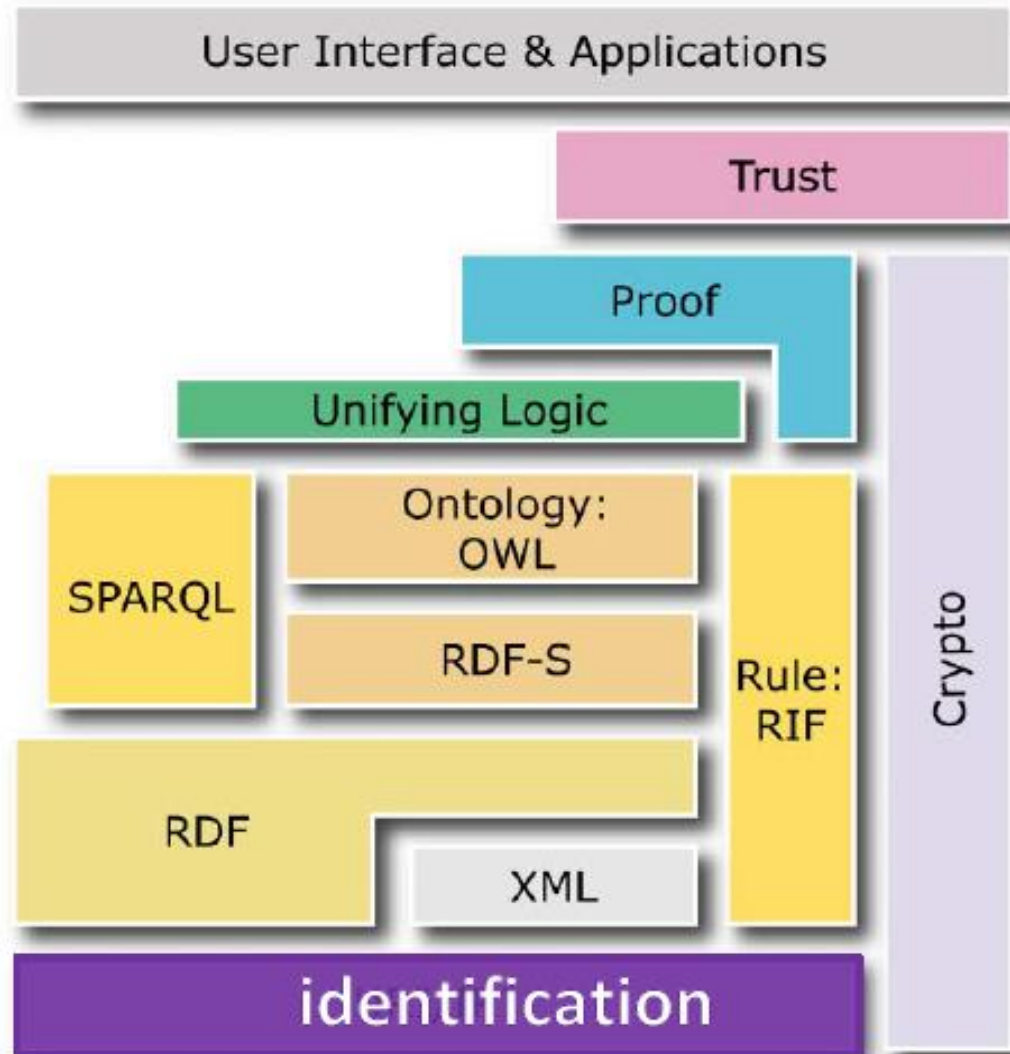 User Interface & Applications
Trust
Proof
Unifying Logic
Ontology:
OWL
SPARQL
RDF-S
Rule:
RIF
Crypto
RDF
XML
identification